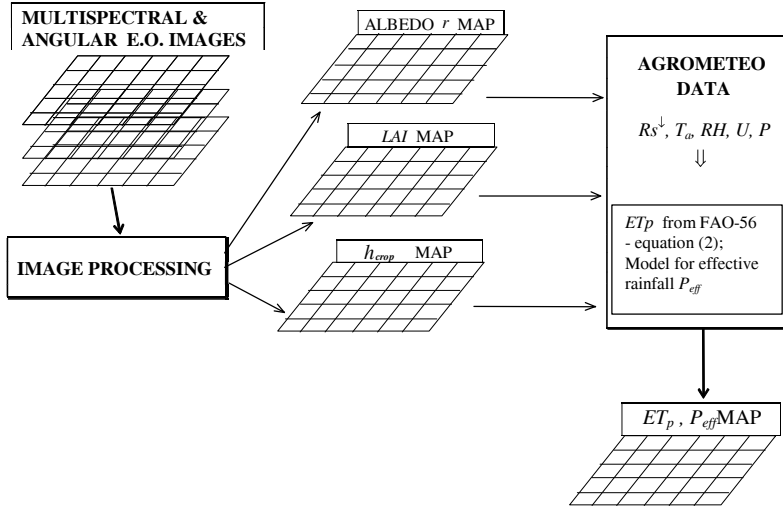 MULTISPECTRAL &
ANGULAR E.O. IMAGES
IMAGE PROCESSING
ALBEDO r MAP
LAI MAP
h_crop MAP
AGROMETEO
DATA
Rs↓, Ta, RH, U, P
⇓
ETp from FAO-56
- equation (2);
Model for effective
rainfall Peff
ETp , Peff MAP